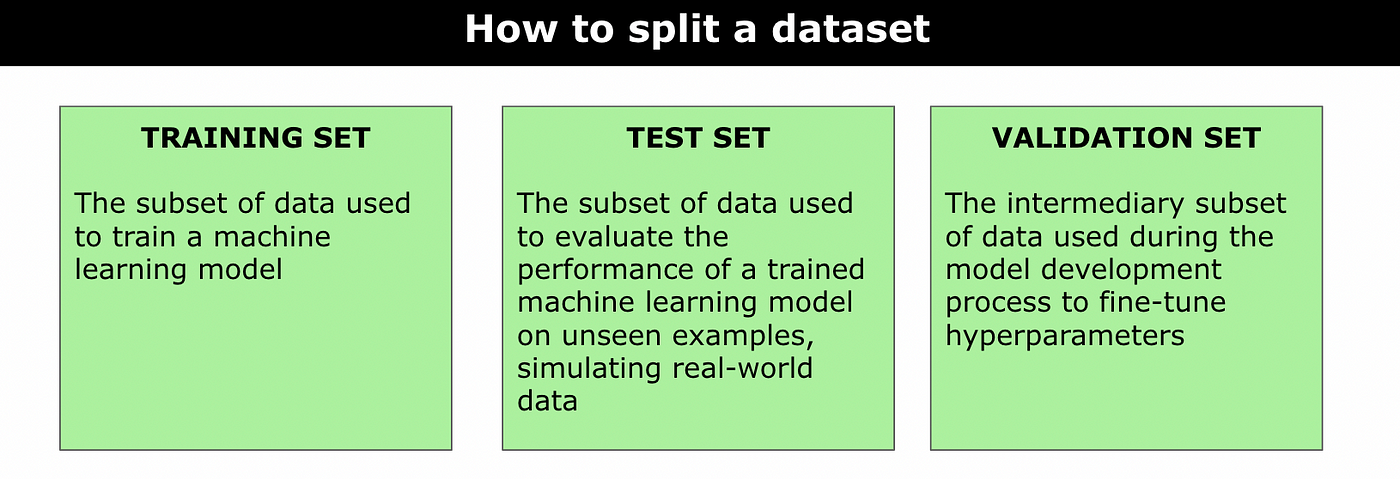 How to split a dataset
TRAINING SET
The subset of data used
to train a machine
learning model
TEST SET
The subset of data used
to evaluate the
performance of a trained
machine learning model
on unseen examples,
simulating real-world
data
VALIDATION SET
The intermediary subset
of data used during the
model development
process to fine-tune
hyperparameters